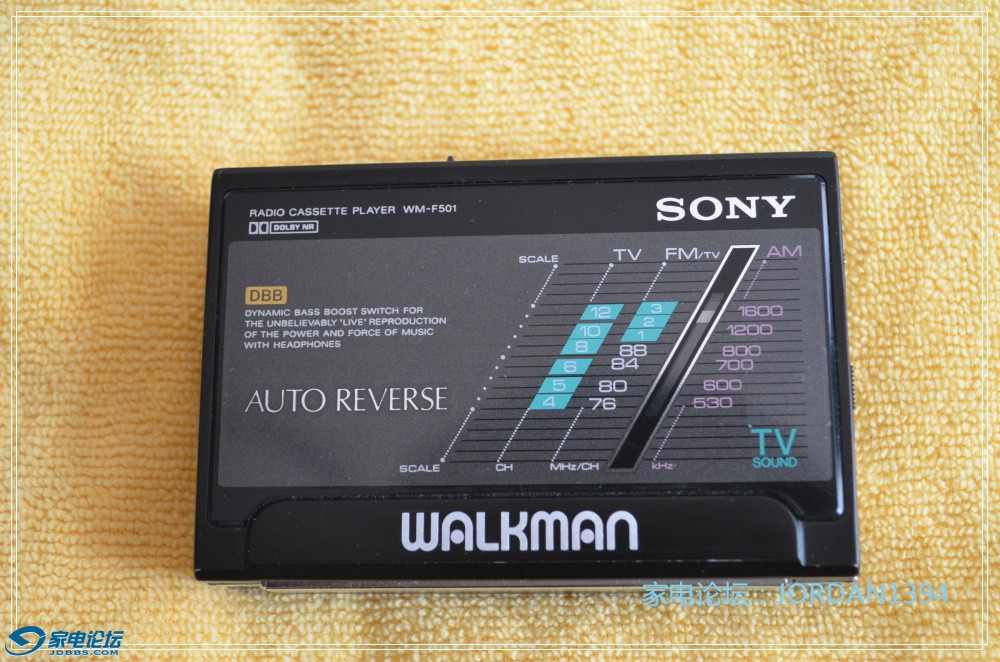 RADIO CASSETTE PLAYER WM-F501
DOLBY NR
SONY
SCALE TV FM/TV AM
DBB
DYNAMIC BASS BOOST SWITCH FOR
THE UNBELIEVABLY 'LIVE' REPRODUCTION
OF THE POWER AND FORCE OF MUSIC
WITH HEADPHONES
AUTO REVERSE
12 3 1600
10 2 1200
8 1
88 800
6 84 700
5 80 600
4 76 530
SCALE CH MHz/CH kHz
TV
SOUND
WALKMAN
家电论坛 · JORDAN1394
家电论坛
JDBBS.COM